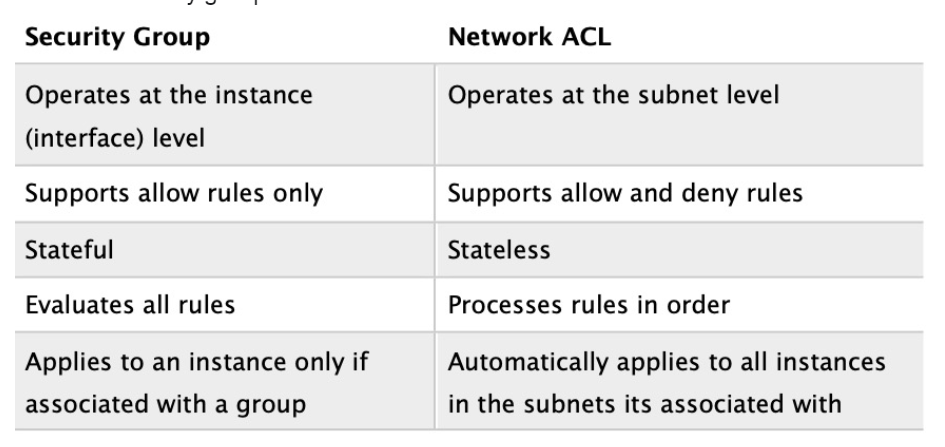 Security Group Network ACL
Operates at the instance Operates at the subnet level
(interface) level
Supports allow rules only Supports allow and deny rules
Stateful Stateless
Evaluates all rules Processes rules in order
Applies to an instance only if Automatically applies to all instances
associated with a group in the subnets its associated with